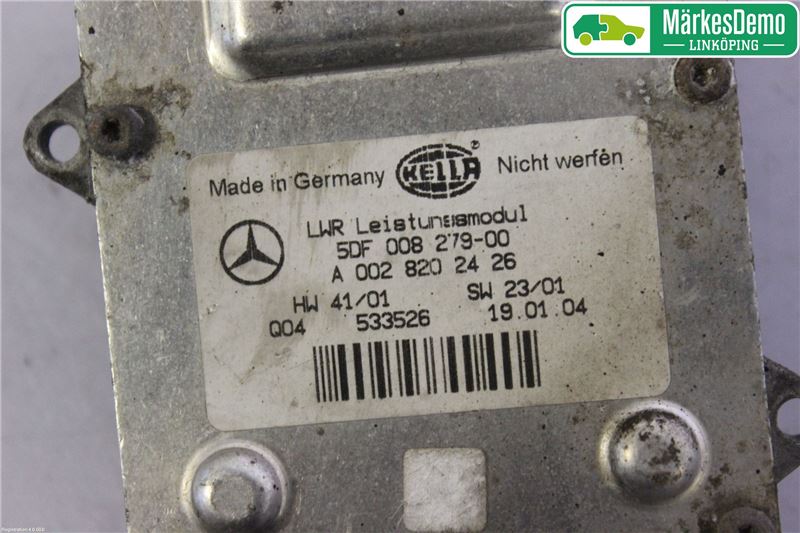 MärkesDemo
LINKÖPING
Made in Germany HELLA ® Nicht werfen
LWR Leistungsmodul
5DF 008 279-00
A 002 820 24 26
HW 41/01 SW 23/01
Q04 533526 19.01.04